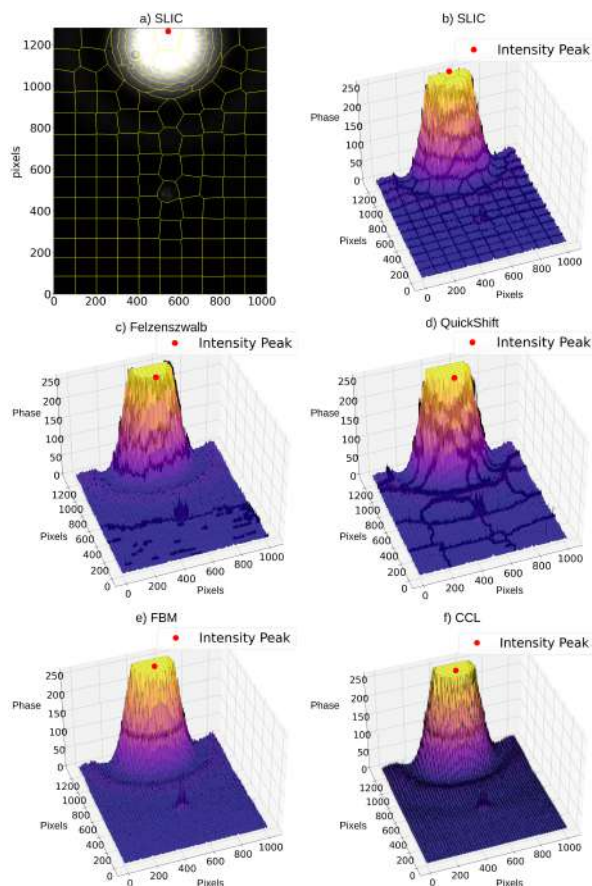 a) SLIC
pixels
1200
1000
800
600
400
200
0
0 200 400 600 800 1000
b) SLIC
Intensity Peak
Phase
250
200
150
100
50
0
1200
1000
800
600
400
200
0
Pixels
0 200 400 600 800 1000
Pixels
c) Felzenszwalb
Intensity Peak
Phase
250
200
150
100
50
0
1200
1000
800
600
400
200
0
Pixels
0 200 400 600 800 1000
Pixels
d) QuickShift
Intensity Peak
Phase
250
200
150
100
50
0
1200
1000
800
600
400
200
0
Pixels
0 200 400 600 800 1000
Pixels
e) FBM
Intensity Peak
Phase
250
200
150
100
50
0
1200
1000
800
600
400
200
0
Pixels
0 200 400 600 800 1000
Pixels
f) CCL
Intensity Peak
Phase
250
200
150
100
50
0
1200
1000
800
600
400
200
0
Pixels
0 200 400 600 800 1000
Pixels